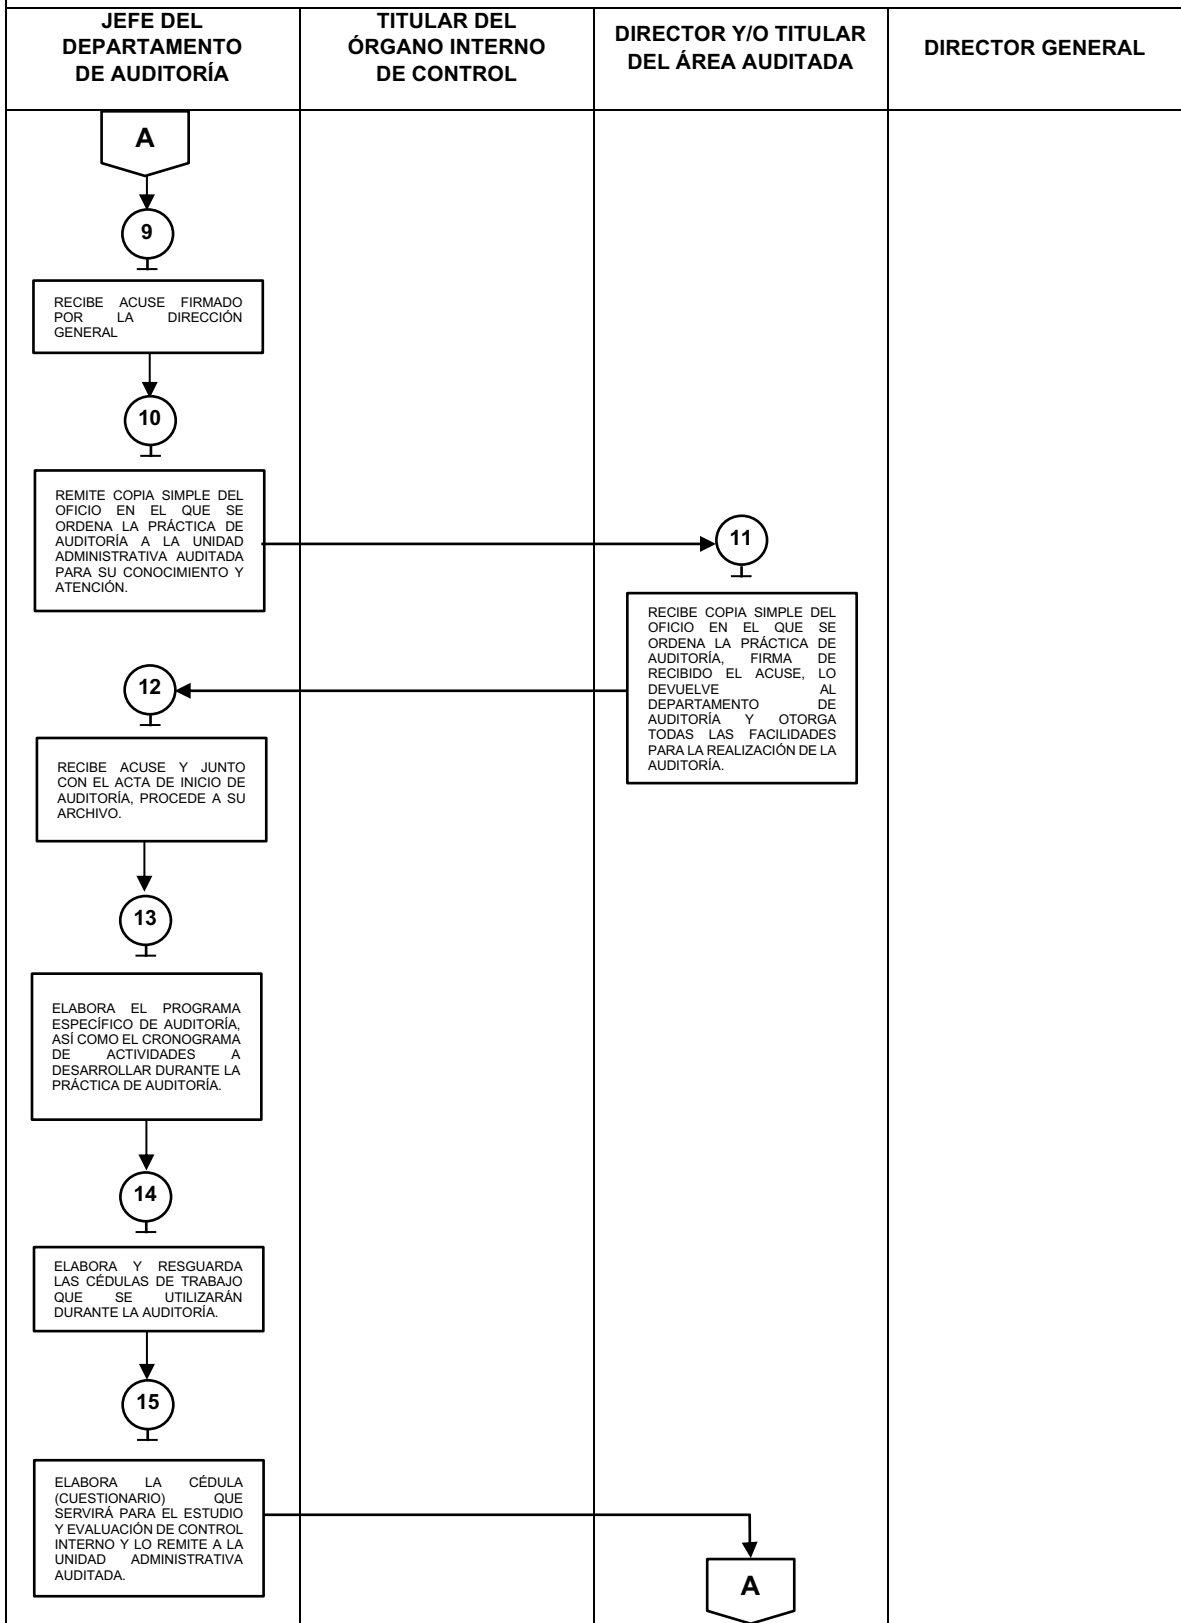 JEFE DEL
DEPARTAMENTO
DE AUDITORÍA
TITULAR DEL
ÓRGANO INTERNO
DE CONTROL
DIRECTOR Y/O TITULAR
DEL ÁREA AUDITADA
DIRECTOR GENERAL
A
9
RECIBE ACUSE FIRMADO
POR LA DIRECCIÓN
GENERAL
10
REMITE COPIA SIMPLE DEL
OFICIO EN EL QUE SE
ORDENA LA PRÁCTICA DE
AUDITORÍA A LA UNIDAD
ADMINISTRATIVA AUDITADA
PARA SU CONOCIMIENTO Y
ATENCIÓN.
11
RECIBE COPIA SIMPLE DEL
OFICIO EN EL QUE SE
ORDENA LA PRÁCTICA DE
AUDITORÍA, FIRMA DE
RECIBIDO EL ACUSE, LO
DEVUELVE AL
DEPARTAMENTO DE
AUDITORÍA Y OTORGA
TODAS LAS FACILIDADES
PARA LA REALIZACIÓN DE LA
AUDITORÍA.
12
RECIBE ACUSE Y JUNTO
CON EL ACTA DE INICIO DE
AUDITORÍA, PROCEDE A SU
ARCHIVO.
13
ELABORA EL PROGRAMA
ESPECÍFICO DE AUDITORÍA,
ASÍ COMO EL CRONOGRAMA
DE ACTIVIDADES A
DESARROLLAR DURANTE LA
PRÁCTICA DE AUDITORÍA.
14
ELABORA Y RESGUARDA
LAS CÉDULAS DE TRABAJO
QUE SE UTILIZARÁN
DURANTE LA AUDITORÍA.
15
ELABORA LA CÉDULA
(CUESTIONARIO) QUE
SERVIRÁ PARA EL ESTUDIO
Y EVALUACIÓN DE CONTROL
INTERNO Y LO REMITE A LA
UNIDAD ADMINISTRATIVA
AUDITADA.
A